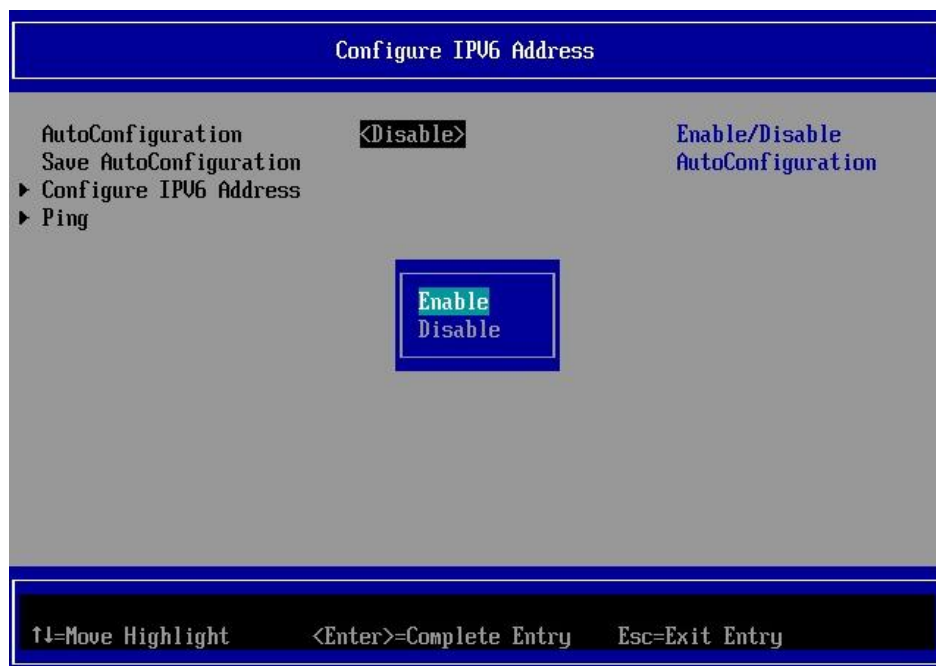 Configure IPV6 Address
AutoConfiguration <Disable> Enable/Disable
Save AutoConfiguration AutoConfiguration
Configure IPV6 Address
Ping
Enable
Disable
↑↓=Move Highlight <Enter>=Complete Entry Esc=Exit Entry